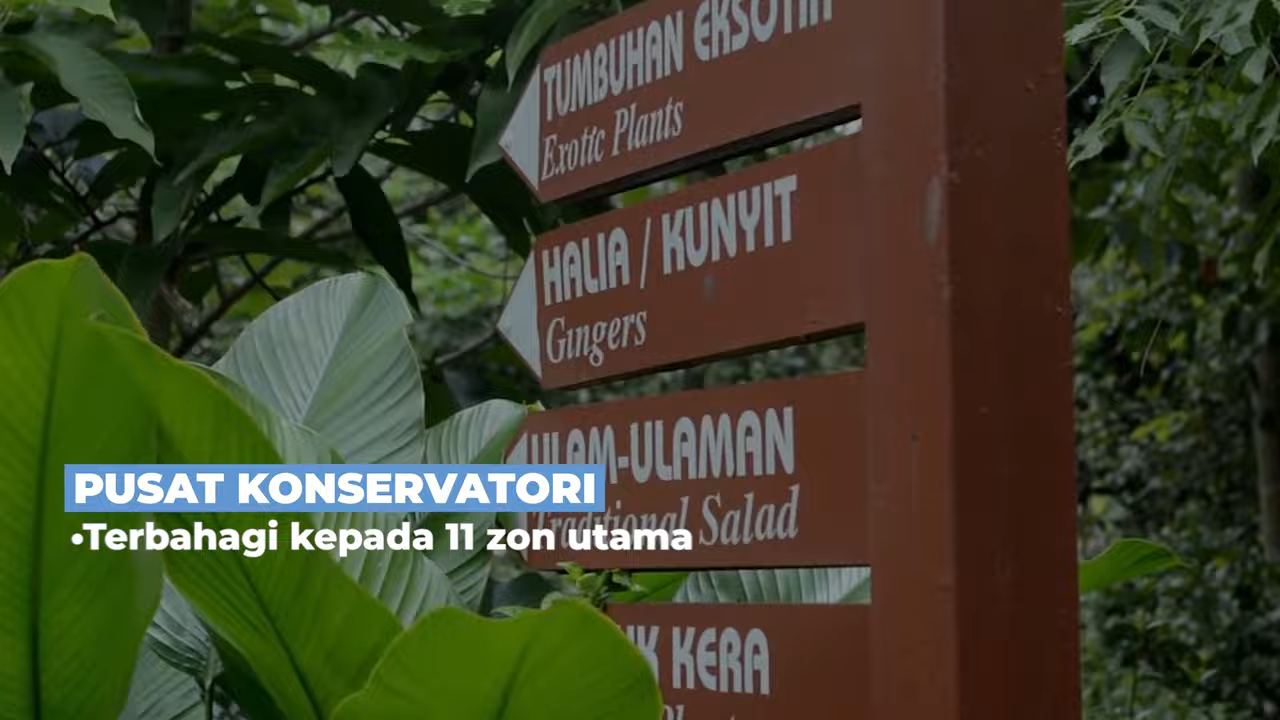 TUMBUHAN EKSOTIK
Exotic Plants
HALIA / KUNYIT
Gingers
ULAM-ULAMAN
Traditional Salad
PUSAT KONSERVATORI
•Terbahagi kepada 11 zon utama
KERA